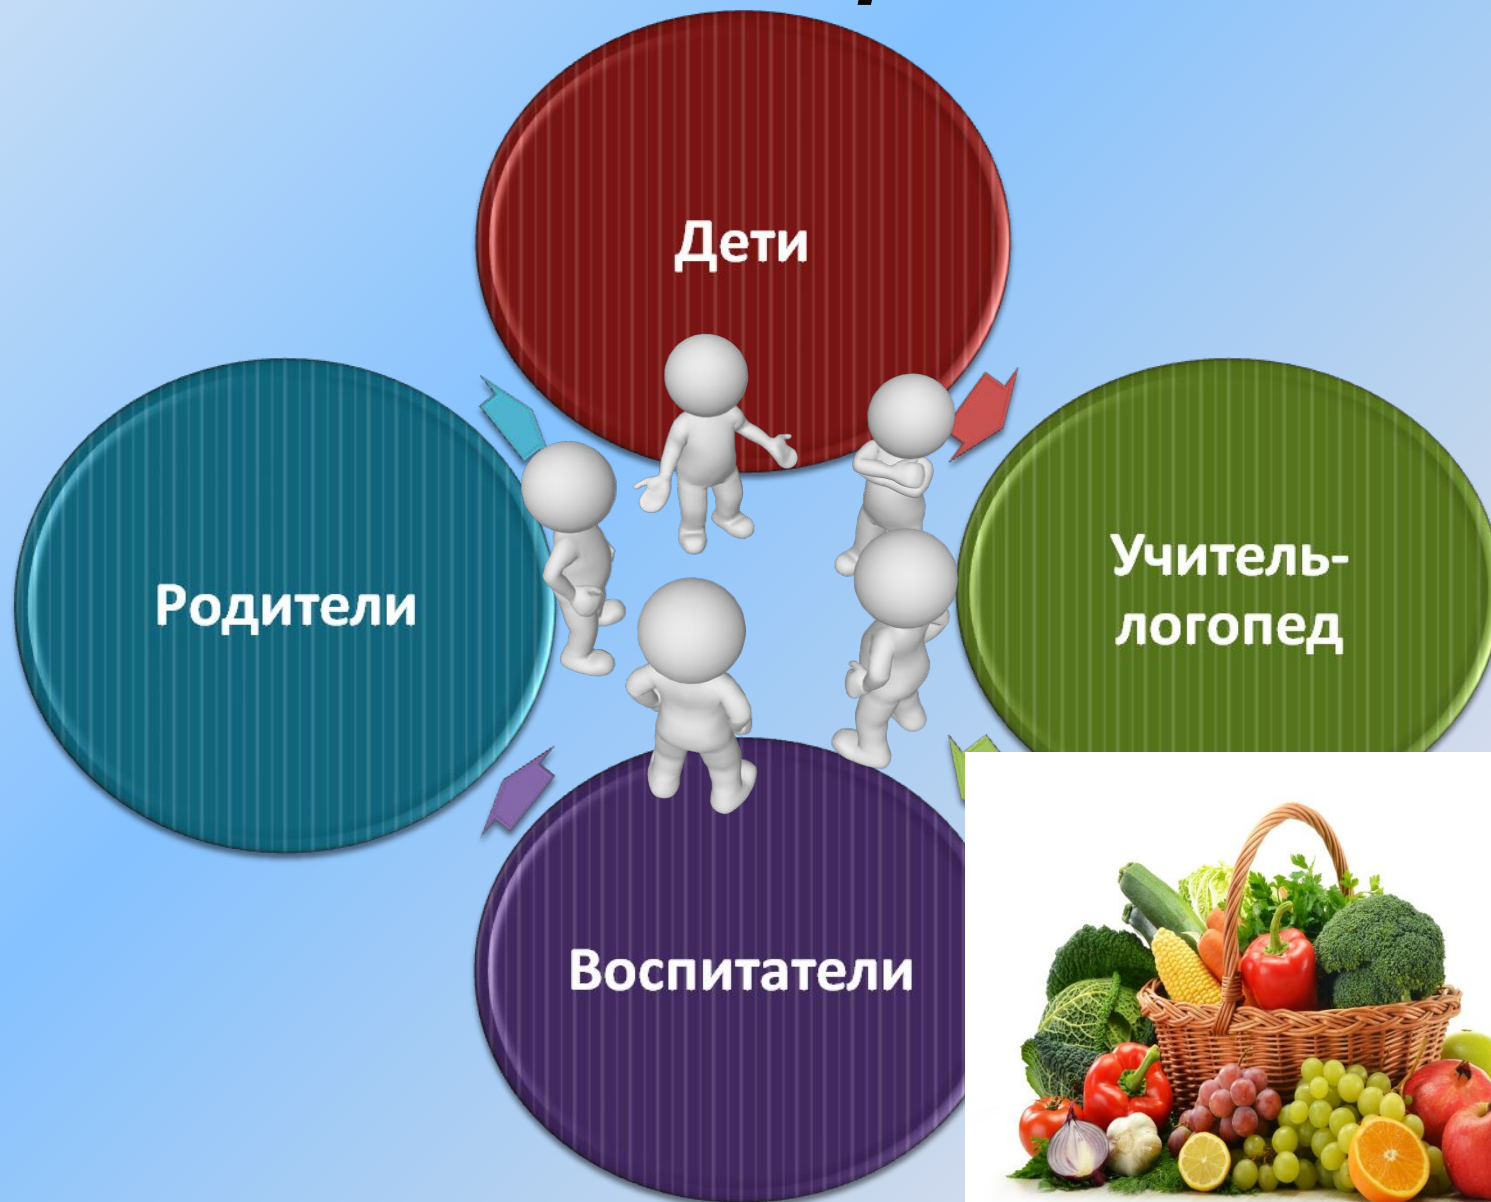 Дети
Родители
Учитель-
логопед
Воспитатели